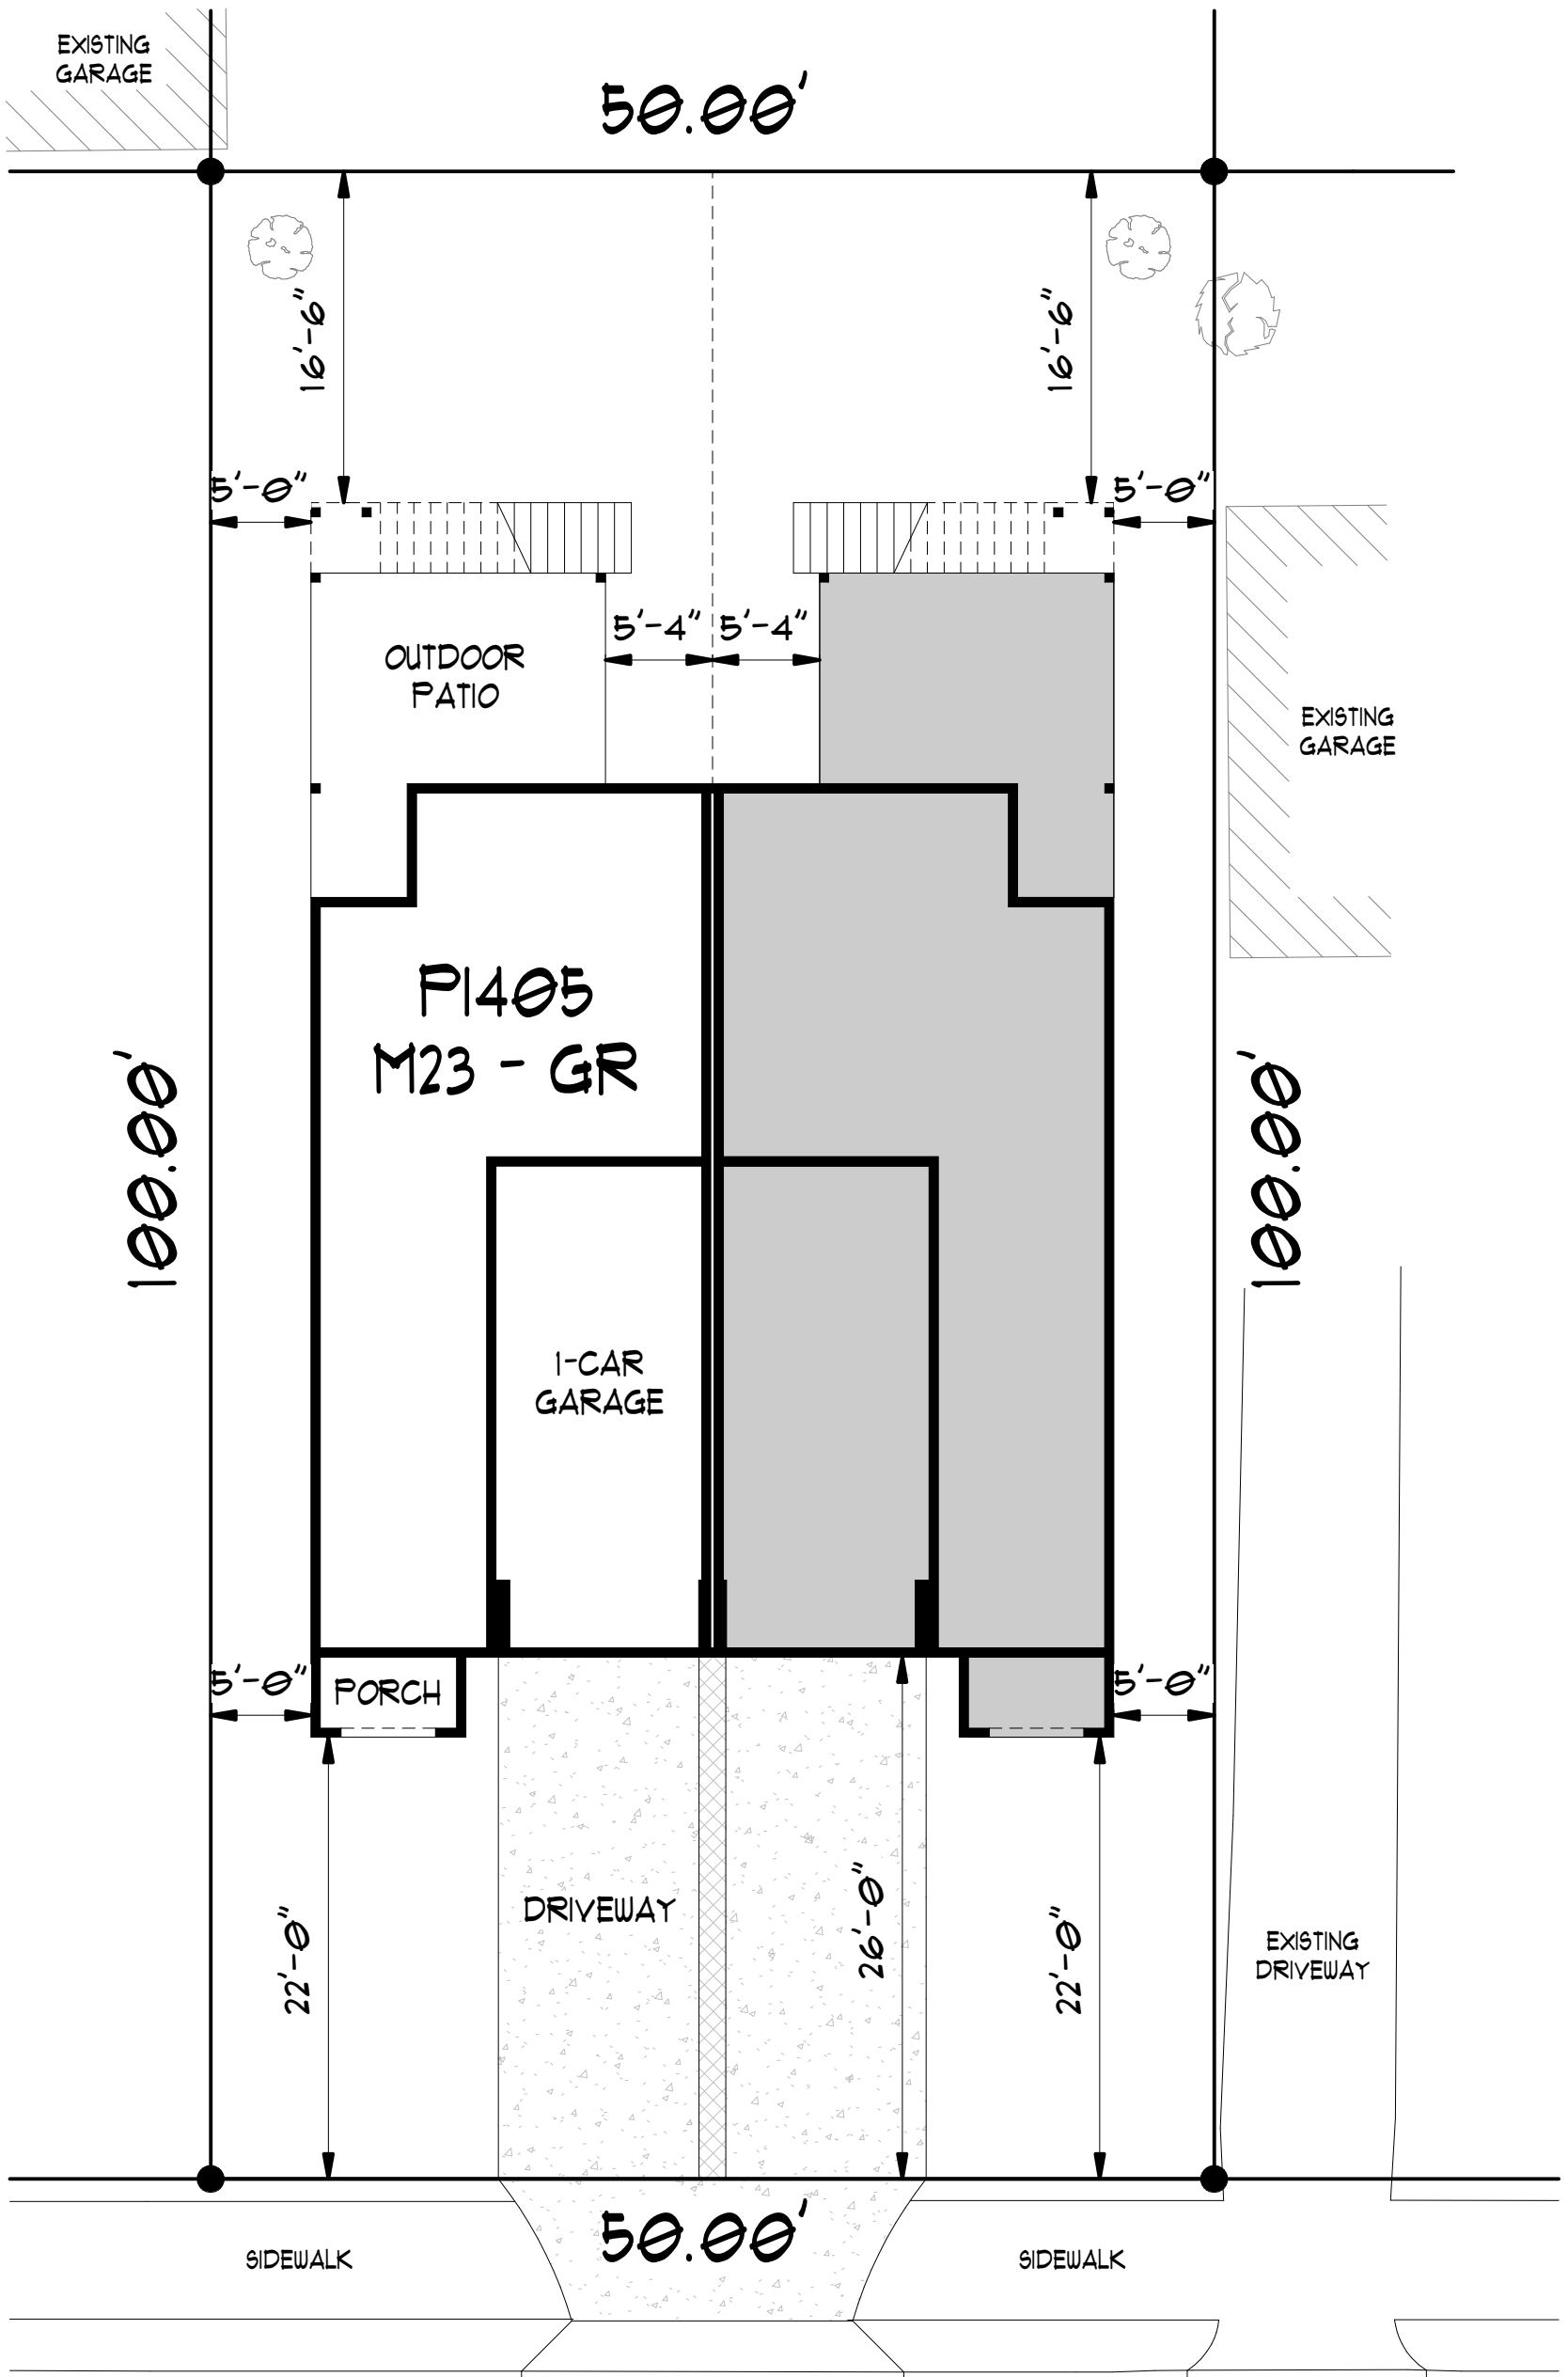 EXISTING
GARAGE
50.00'
16'-6"
16'-6"
5'-0"
5'-0"
5'-4"
5'-4"
OUTDOOR
PATIO
EXISTING
GARAGE
P1405
M23 - GR
100.00'
100.00'
1-CAR
GARAGE
5'-0"
PORCH
5'-0"
DRIVEWAY
26'-0"
22'-0"
22'-0"
EXISTING
DRIVEWAY
50.00'
SIDEWALK
SIDEWALK